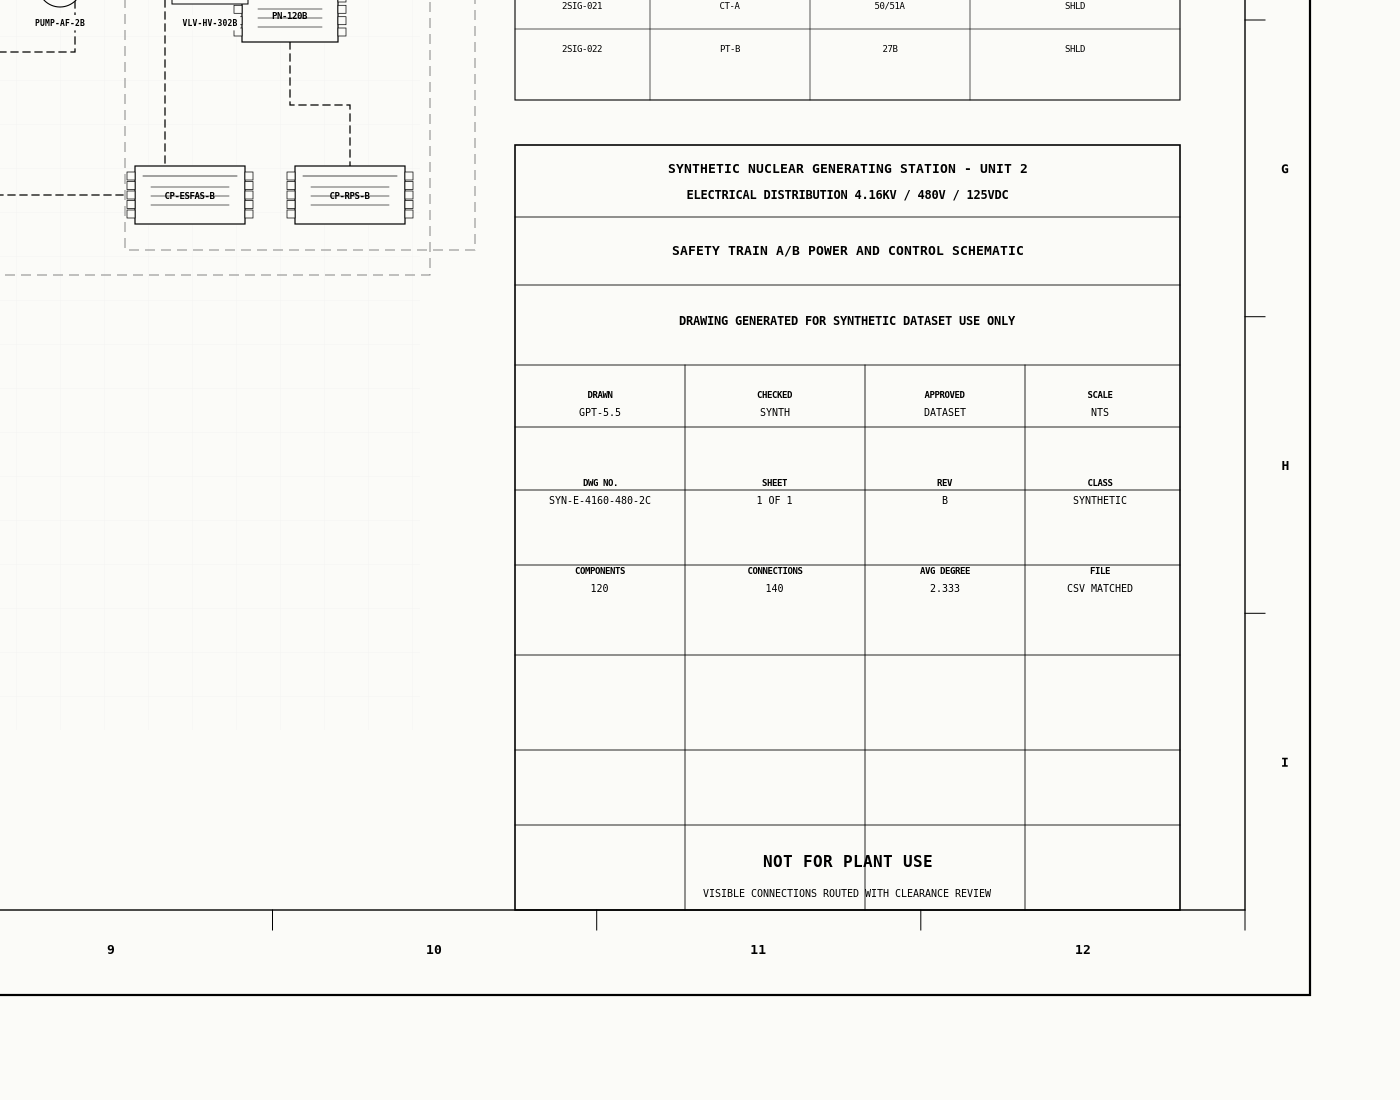 PUMP-AF-2B
VLV-HV-302B
PN-120B
CP-ESFAS-B
CP-RPS-B
2SIG-021 CT-A 50/51A SHLD
2SIG-022 PT-B 27B SHLD
SYNTHETIC NUCLEAR GENERATING STATION - UNIT 2
ELECTRICAL DISTRIBUTION 4.16KV / 480V / 125VDC
SAFETY TRAIN A/B POWER AND CONTROL SCHEMATIC
DRAWING GENERATED FOR SYNTHETIC DATASET USE ONLY
DRAWN CHECKED APPROVED SCALE
GPT-5.5 SYNTH DATASET NTS
DWG NO. SHEET REV CLASS
SYN-E-4160-480-2C 1 OF 1 B SYNTHETIC
COMPONENTS CONNECTIONS AVG DEGREE FILE
120 140 2.333 CSV MATCHED
NOT FOR PLANT USE
VISIBLE CONNECTIONS ROUTED WITH CLEARANCE REVIEW
G
H
I
9 10 11 12